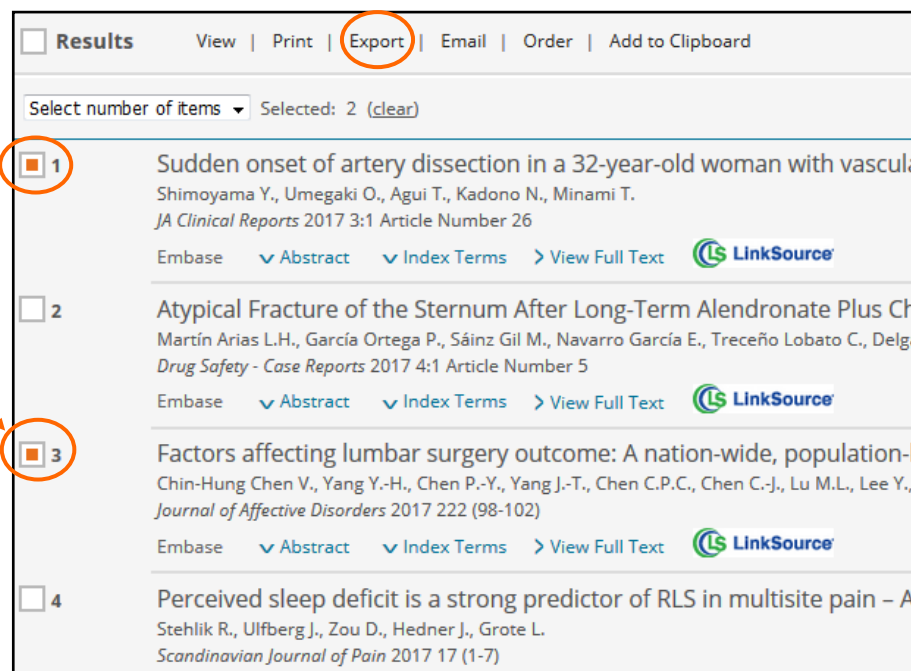 Results View | Print | Export | Email | Order | Add to Clipboard
Select number of items Selected: 2 (clear)
1 Sudden onset of artery dissection in a 32-year-old woman with
Shimoyama Y., Umegaki O., Agui T., Kadono N., Minami T.
JA Clinical Reports 2017 3:1 Article Number 26
Embase Abstract Index Terms View Full Text LinkSource
2 Atypical Fracture of the Sternum After Long-Term Alendronate Plus
Martín Arias L.H., García Ortega P., Sáinz Gil M., Navarro García E., Treceño Lobato C.,
Drug Safety - Case Reports 2017 4:1 Article Number 5
Embase Abstract Index Terms View Full Text LinkSource
3 Factors affecting lumbar surgery outcome: A nation-wide, population-
Chin-Hung Chen V., Yang Y.-H., Chen P.-Y., Yang J.-T., Chen C.P.C., Chen C.-J., Lu M.L., Lee Y.,
Journal of Affective Disorders 2017 222 (98-102)
Embase Abstract Index Terms View Full Text LinkSource
4 Perceived sleep deficit is a strong predictor of RLS in multisite pain – A
Stehlik R., Ulfberg J., Zou D., Hedner J., Grote L.
Scandinavian Journal of Pain 2017 17 (1-7)